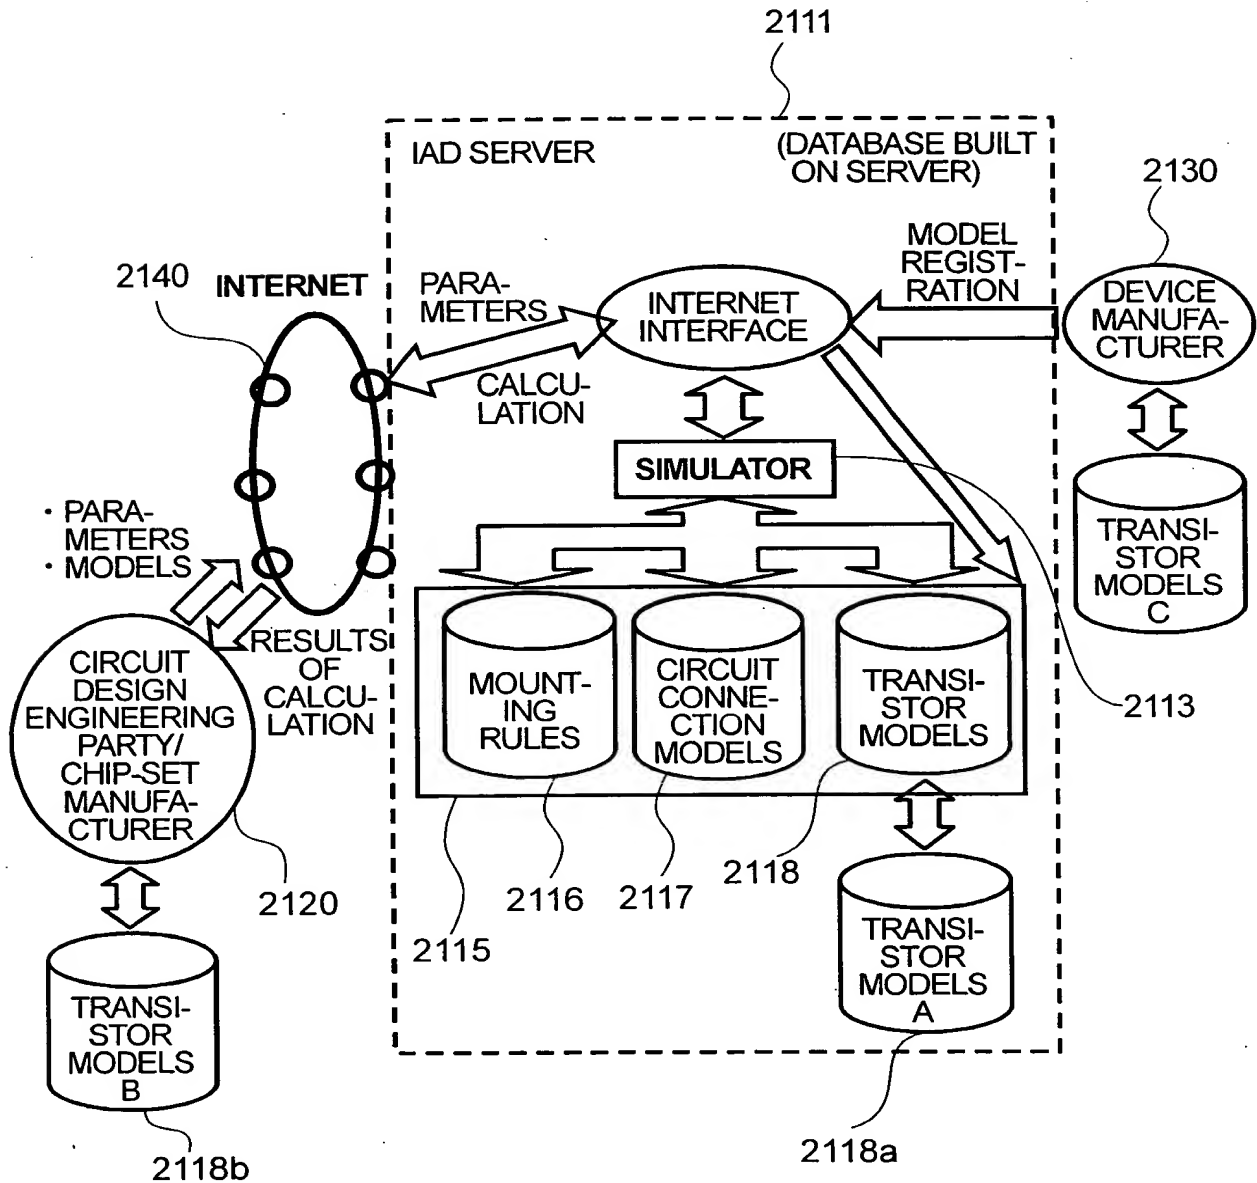 2111
IAD SERVER
(DATABASE BUILT
ON SERVER)
2130
MODEL
REGIST-
RATION
2140
INTERNET
PARA-
METERS
INTERNET
INTERFACE
DEVICE
MANUFA-
CTURER
CALCU-
LATION
SIMULATOR
• PARA-
METERS
• MODELS
TRANSI-
STOR
MODELS
C
RESULTS
OF
CALCU-
LATION
CIRCUIT
DESIGN
ENGINEERING
PARTY/
CHIP-SET
MANUFA-
CTURER
MOUNT-
ING
RULES
CIRCUIT
CONNE-
CTION
MODELS
TRANSI-
STOR
MODELS
2113
2120
2115
2116
2117
2118
TRANSI-
STOR
MODELS
A
TRANSI-
STOR
MODELS
B
2118a
2118b